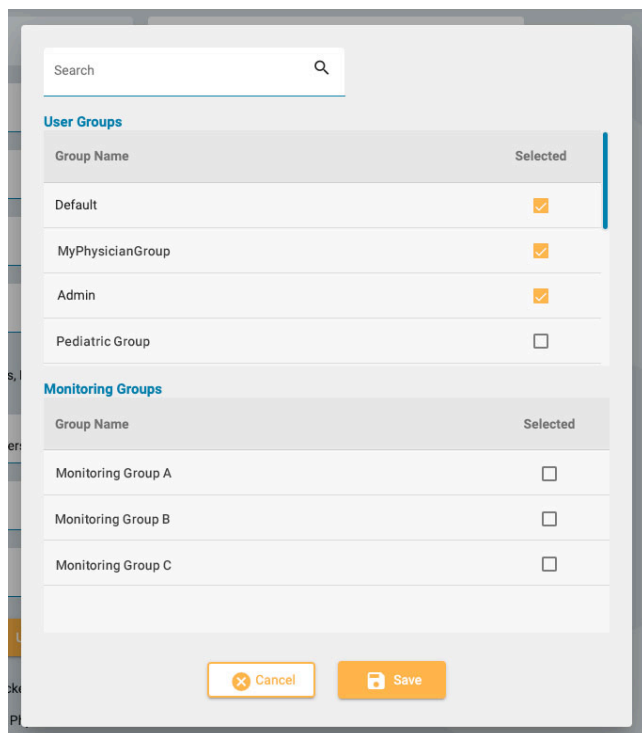 Search
User Groups
Group Name Selected
Default
MyPhysicianGroup
Admin
Pediatric Group
Monitoring Groups
Group Name Selected
Monitoring Group A
Monitoring Group B
Monitoring Group C
Cancel Save